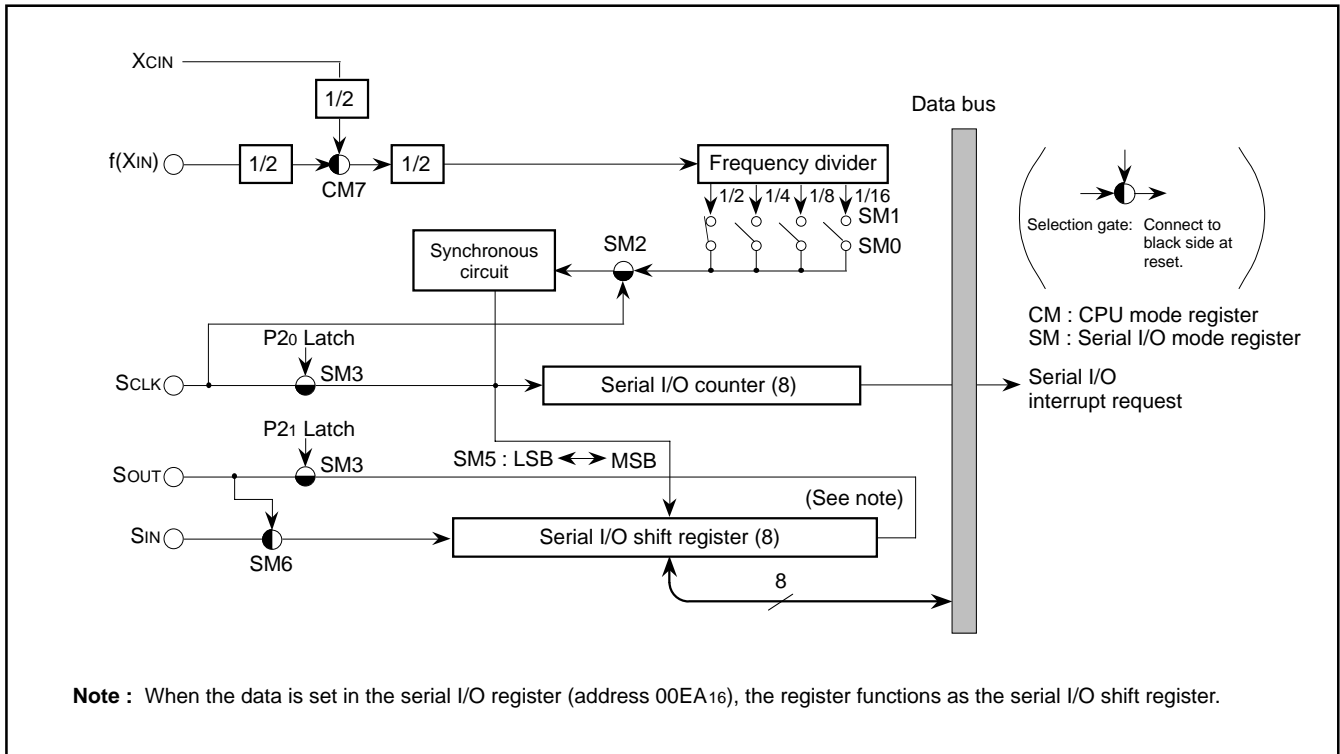 XCIN
1/2
Data bus
f(XIN)
1/2
1/2
Frequency divider
CM7
1/2
1/4
1/8
1/16
SM1
SM0
Selection gate: Connect to
black side at
reset.
SM2
Synchronous
circuit
CM : CPU mode register
SM : Serial I/O mode register
P20 Latch
SCLK
SM3
Serial I/O counter (8)
Serial I/O
interrupt request
P21 Latch
SM5 : LSB
MSB
SOUT
SM3
(See note)
SIN
Serial I/O shift register (8)
SM6
8
Note : When the data is set in the serial I/O register (address 00EA16), the register functions as the serial I/O shift register.